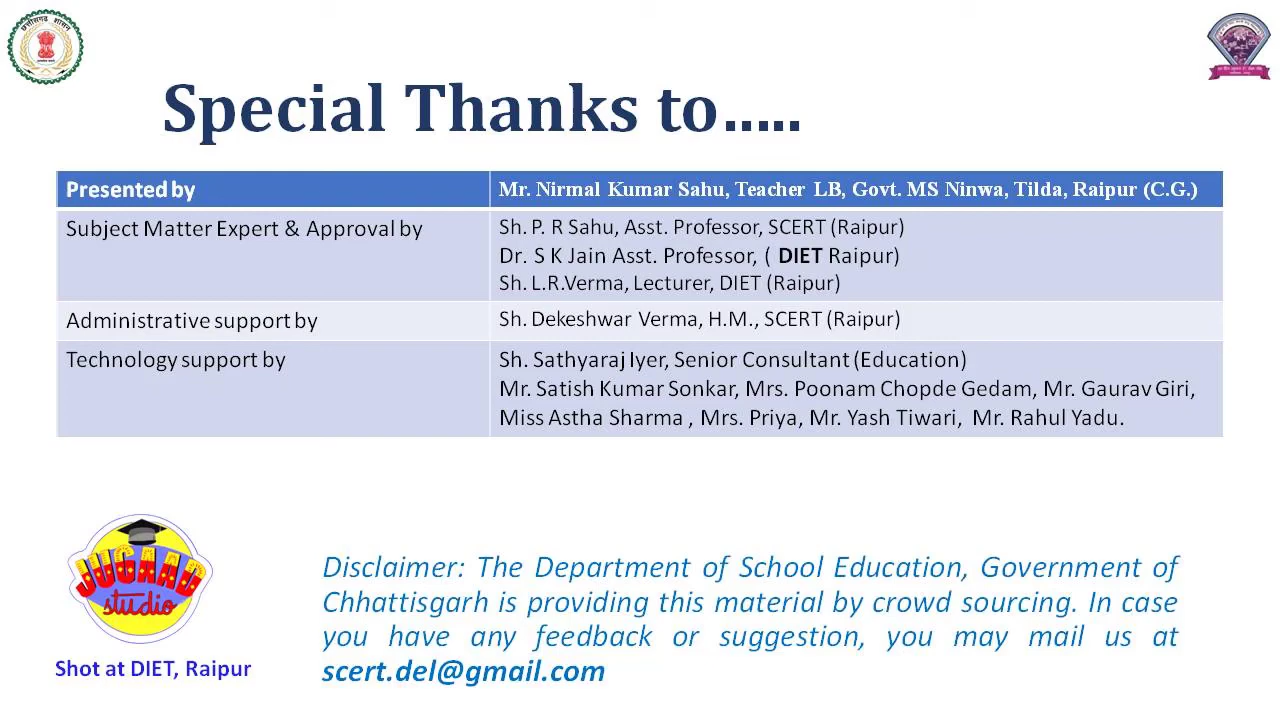 छत्तीसगढ़ शासन
Special Thanks to.....
Presented by
Mr. Nirmal Kumar Sahu, Teacher LB, Govt. MS Ninwa, Tilda, Raipur (C.G.)
Subject Matter Expert & Approval by
Sh. P. R Sahu, Asst. Professor, SCERT (Raipur)
Dr. S K Jain Asst. Professor, ( DIET Raipur)
Sh. L.R.Verma, Lecturer, DIET (Raipur)
Administrative support by
Sh. Dekeshwar Verma, H.M., SCERT (Raipur)
Technology support by
Sh. Sathyaraj Iyer, Senior Consultant (Education)
Mr. Satish Kumar Sonkar, Mrs. Poonam Chopde Gedam, Mr. Gaurav Giri,
Miss Astha Sharma , Mrs. Priya, Mr. Yash Tiwari, Mr. Rahul Yadu.
JUGAAD
studio
Shot at DIET, Raipur
Disclaimer: The Department of School Education, Government of
Chhattisgarh is providing this material by crowd sourcing. In case
you have any feedback or suggestion, you may mail us at
scert.del@gmail.com